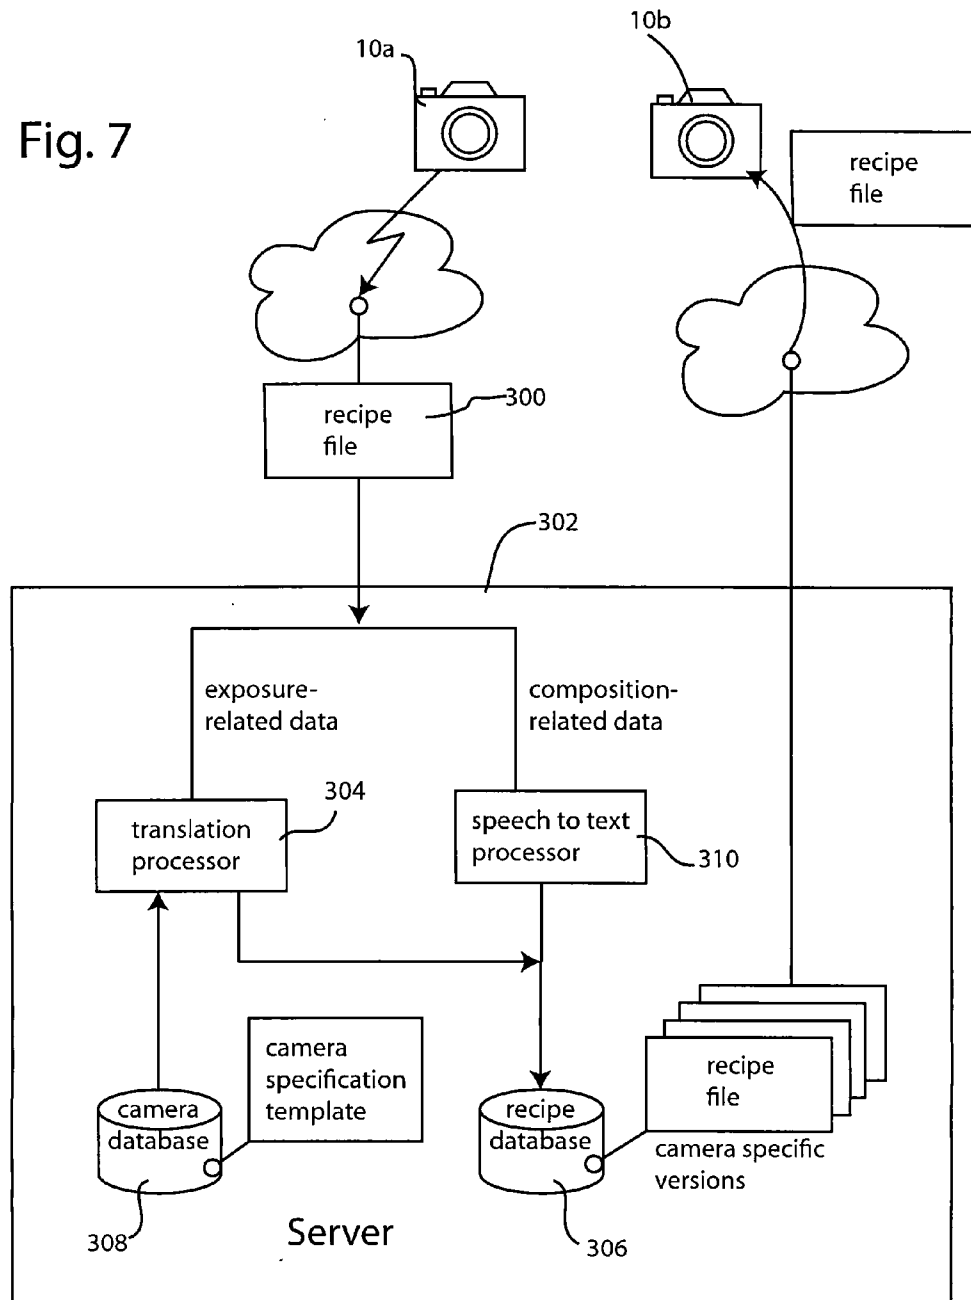 10b
10a
Fig. 7
recipe
file
300
recipe
file
302
exposure-
related data
composition-
related data
304
translation
processor
speech to text
processor
310
camera
specification
template
recipe
file
camera
database
recipe
database
camera specific
versions
308
Server
306